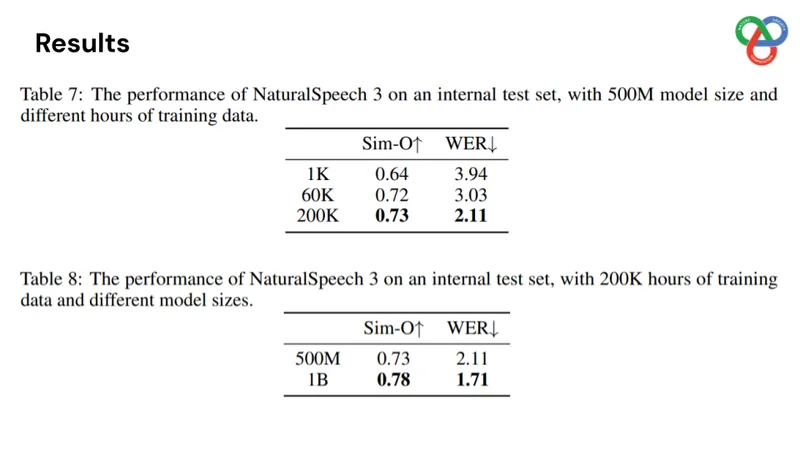 Results
Table 7: The performance of NaturalSpeech 3 on an internal test set, with 500M model size and
different hours of training data.
Sim-O↑ WER↓
1K 0.64 3.94
60K 0.72 3.03
200K 0.73 2.11
Table 8: The performance of NaturalSpeech 3 on an internal test set, with 200K hours of training
data and different model sizes.
Sim-O↑ WER↓
500M 0.73 2.11
1B 0.78 1.71